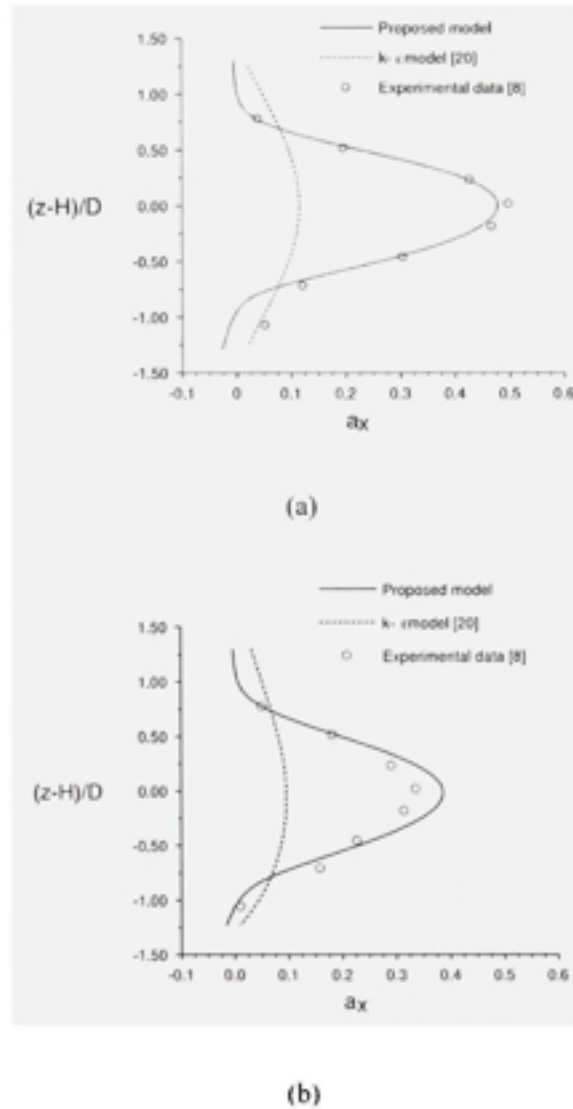 Proposed model
k- ε model [20]
Experimental data [8]
1.50
1.00
0.50
0.00
-0.50
-1.00
-1.50
(z-H)/D
-0.1 0 0.1 0.2 0.3 0.4 0.5 0.6
ax
(a)
Proposed model
k- ε model [20]
Experimental data [8]
1.50
1.00
0.50
0.00
-0.50
-1.00
-1.50
(z-H)/D
-0.1 0.0 0.1 0.2 0.3 0.4 0.5 0.6
ax
(b)